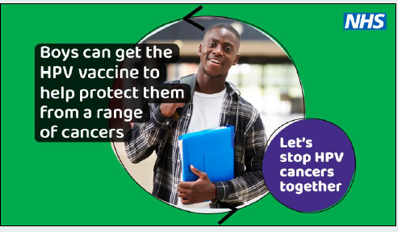 NHS
Boys can get the
HPV vaccine to
help protect them
from a range
of cancers
Let's
stop HPV
cancers
together